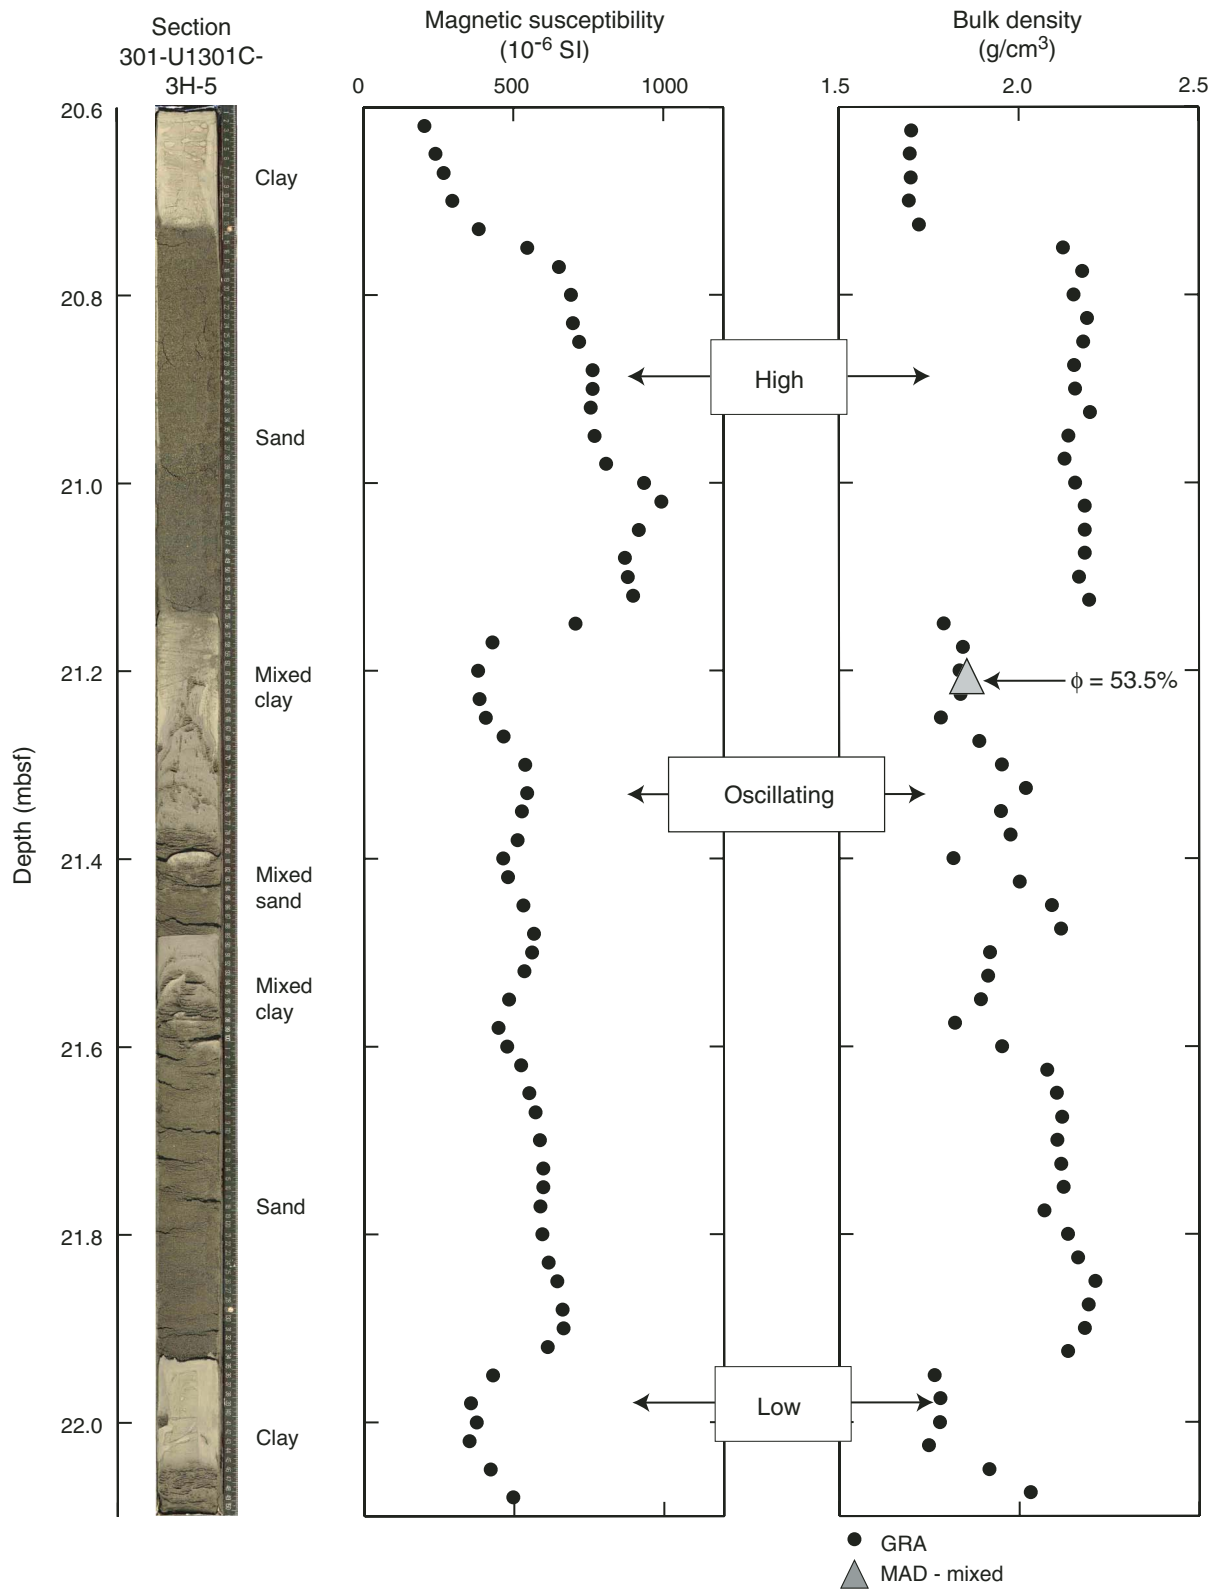 Section
301-U1301C-
3H-5
Magnetic susceptibility
(10⁻⁶ SI)
Bulk density
(g/cm³)
0 500 1000
1.5 2.0 2.5
20.6
Clay
20.8
High
Sand
21.0
21.2
Mixed
clay
ϕ = 53.5%
Depth (mbsf)
Oscillating
21.4
Mixed
sand
Mixed
clay
21.6
Sand
21.8
Low
22.0
Clay
GRA
MAD - mixed